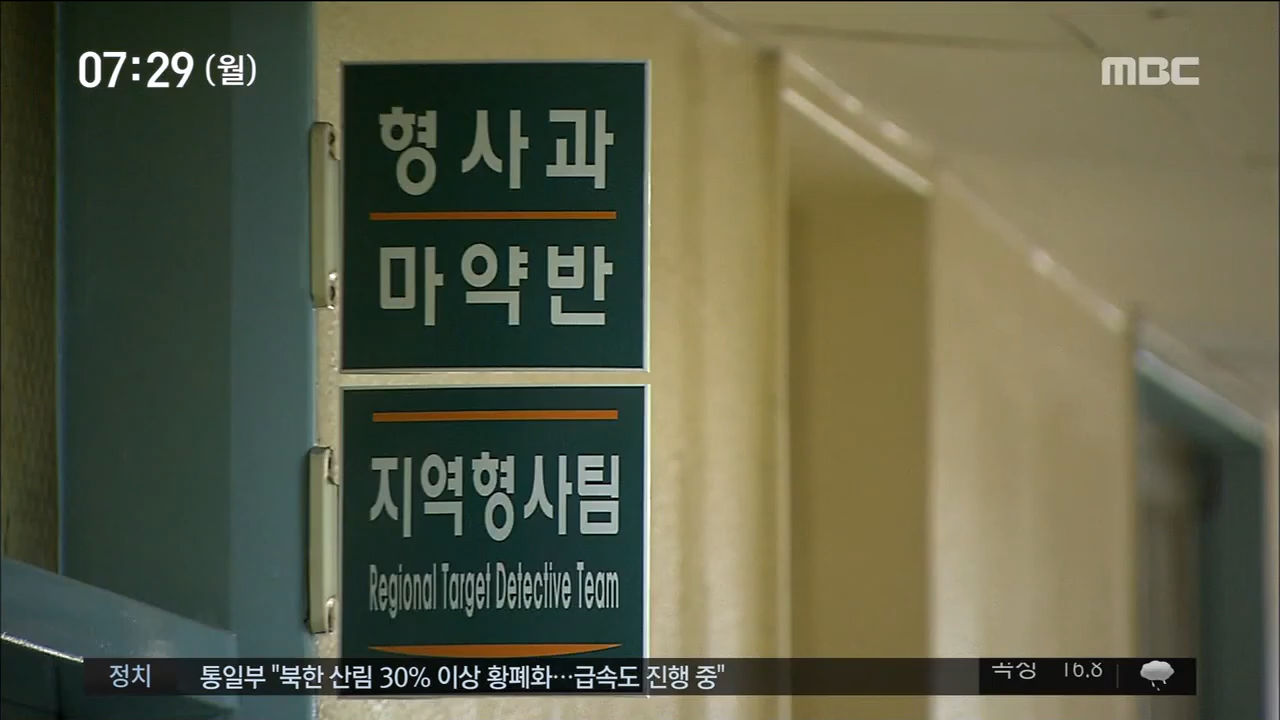 07:29 (월)
MBC
형사과
마약반
지역형사팀
Regional Target Detective Team
정치 통일부 "북한 산림 30% 이상 황폐화…급속도 진행 중"
16.8